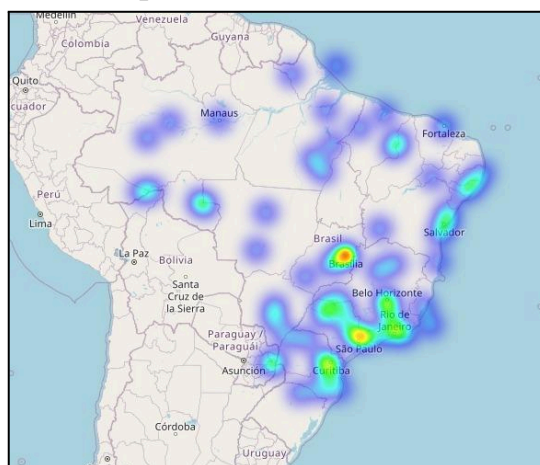 Medellín
Venezuela
Guyana
Colombia
Quito
cuador
Manaus
Fortaleza
Perú
Lima
Salvador
Brasil
Brasília
La Paz
Bolivia
Santa
Cruz de
la Sierra
Belo Horizonte
Rio de
Janeiro
São Paulo
Paraguay /
Paraguái
Asunción
Curitiba
Córdoba
Uruguay